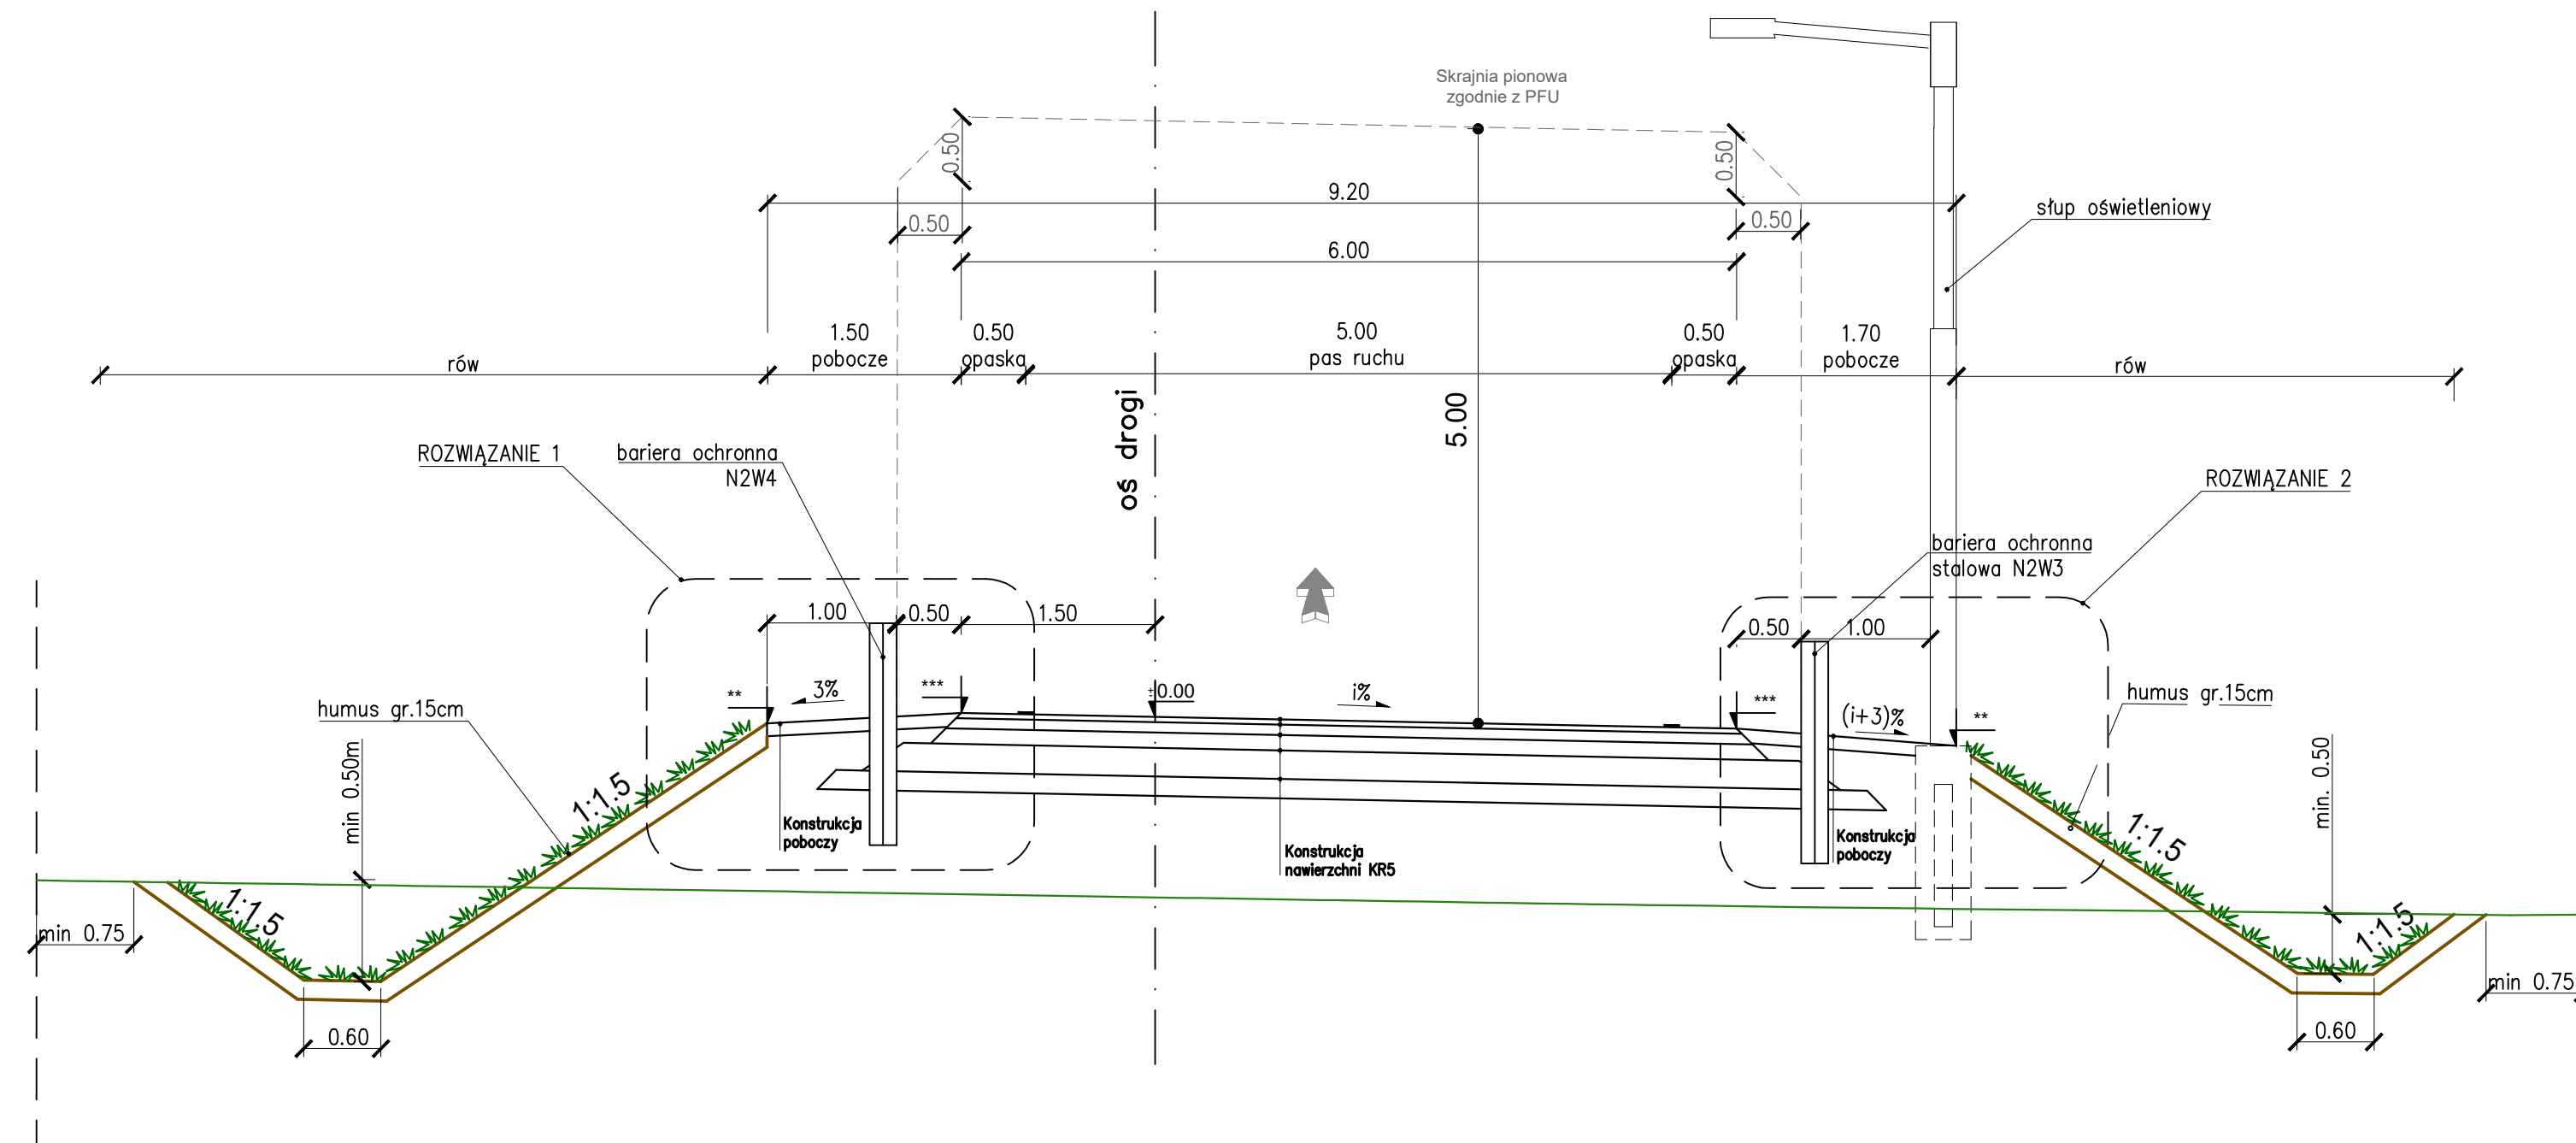 Skrajnia pionowa
zgodnie z PFU
0.50
0.50
9.20
0.50
0.50
słup oświetleniowy
6.00
1.50
pobocze
0.50
opaska
5.00
pas ruchu
0.50
opaska
1.70
pobocze
rów
rów
oś drogi
5.00
ROZWIĄZANIE 1
bariera ochronna
N2W4
ROZWIĄZANIE 2
bariera ochronna
stalowa N2W3
1.00
0.50
1.50
0.50
1.00
humus gr.15cm
**
3%
***
±0.00
i%
***
(i+3)%
**
humus gr.15cm
min 0.50m
1:1.5
Konstrukcja
poboczy
Konstrukcja
nawierzchni KR5
Konstrukcja
poboczy
1:1.5
min. 0.50
min 0.75
1:1.5
1:1.5
min 0.75
0.60
0.60